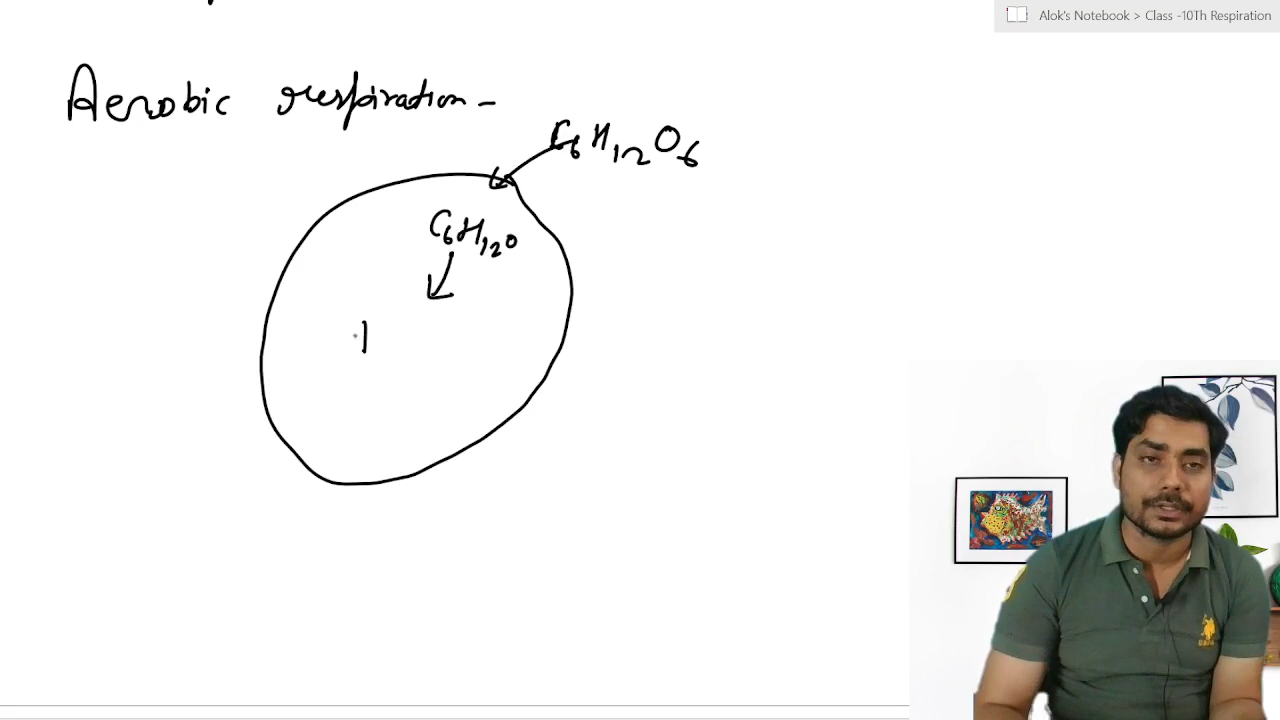 Alok's Notebook > Class -10Th Respiration
Aerobic respiration -
C6H12O6
C6H12O